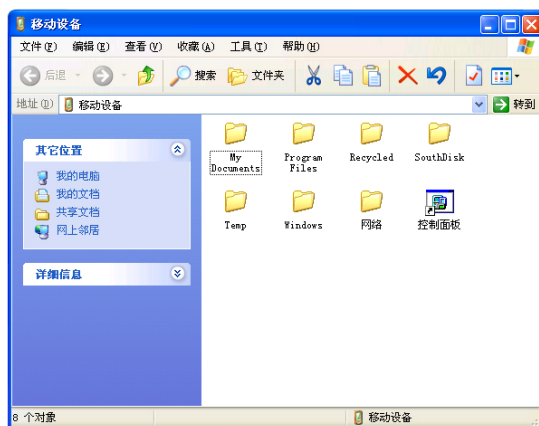 移动设备
文件(F) 编辑(E) 查看(V) 收藏(A) 工具(T) 帮助(H)
后退 搜索 文件夹
地址(D) 移动设备 转到
其它位置
我的电脑
我的文档
共享文档
网上邻居
详细信息
My Documents
Program Files
Recycled
SouthDisk
Temp
Windows
网络
控制面板
8 个对象 移动设备